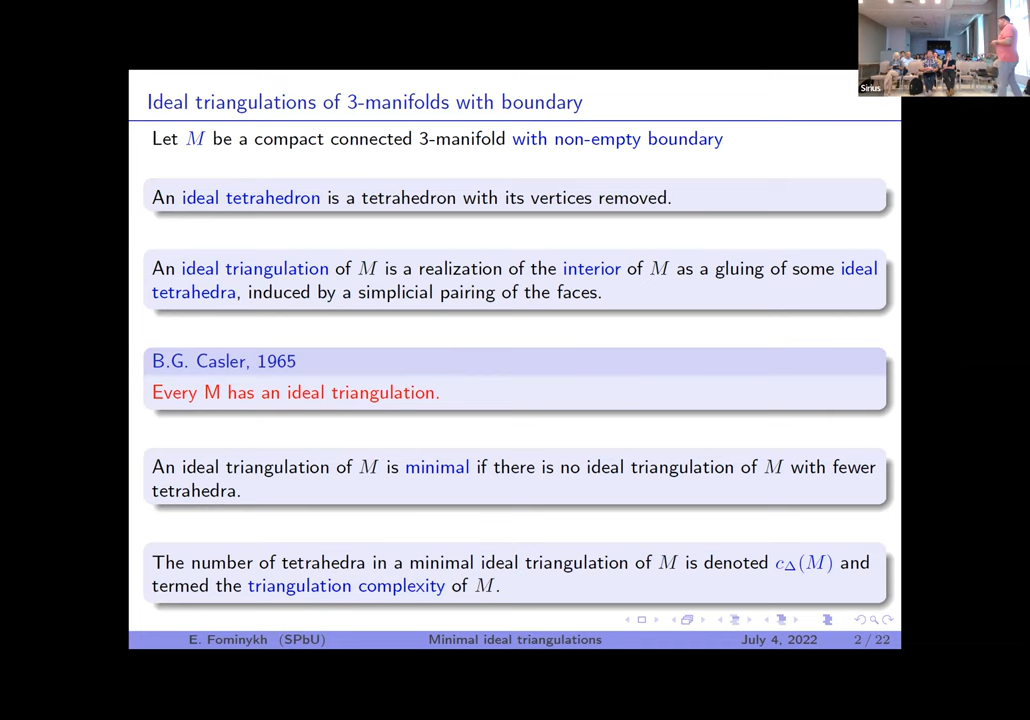 Sirius
Ideal triangulations of 3-manifolds with boundary
Let M be a compact connected 3-manifold with non-empty boundary
An ideal tetrahedron is a tetrahedron with its vertices removed.
An ideal triangulation of M is a realization of the interior of M as a gluing of some ideal
tetrahedra, induced by a simplicial pairing of the faces.
B.G. Casler, 1965
Every M has an ideal triangulation.
An ideal triangulation of M is minimal if there is no ideal triangulation of M with fewer
tetrahedra.
The number of tetrahedra in a minimal ideal triangulation of M is denoted c_Δ(M) and
termed the triangulation complexity of M.
E. Fominykh (SPbU) Minimal ideal triangulations July 4, 2022 2 / 22